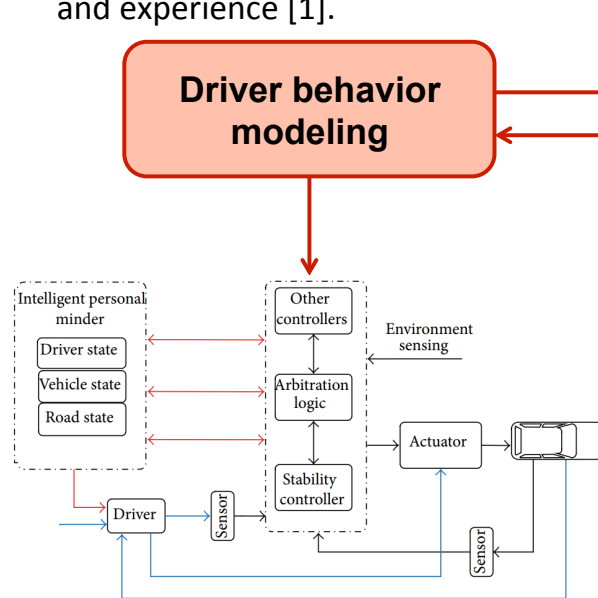 and experience [1].
Driver behavior
modeling
Intelligent personal
minder
Driver state
Vehicle state
Road state
Other
controllers
Arbitration
logic
Stability
controller
Environment
sensing
Actuator
Driver
Sensor
Sensor